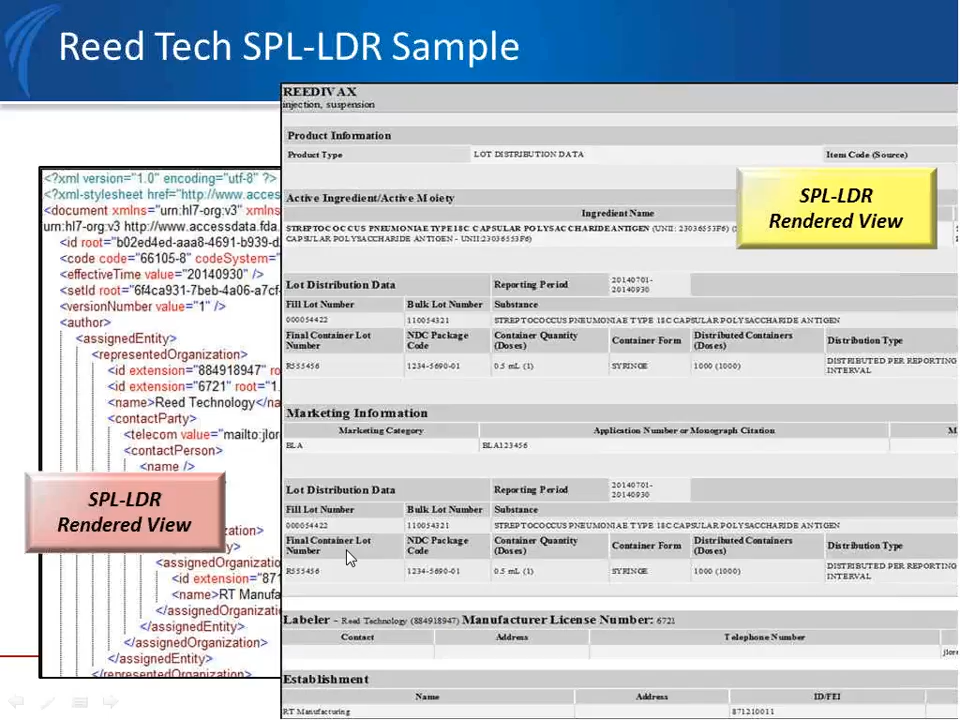 Reed Tech SPL-LDR Sample
<?xml version="1.0" encoding="utf-8" ?>
<?xml-stylesheet href="http://www.access
<document xmlns="urn:hl7-org:v3" xmlns
urn:hl7-org:v3 http://www.accessdata.fda.
<id root="b02ed4ed-aaa8-4691-b939-d
<code code="66105-8" codeSystem="
<effectiveTime value="20140930" />
<setId root="6f4ca931-7beb-4a06-a7cf
<versionNumber value="1" />
<author>
<assignedEntity>
<representedOrganization>
<id extension="884918947" ro
<id extension="6721" root="1.
<name>Reed Technology</na
<contactParty>
<telecom value="mailto:jlor
<contactPerson>
<name />
SPL-LDR
Rendered View
zation>
y>
<assignedOrganizatio
<id extension="871
<name>RT Manufa
</assignedOrganizatio
</assignedEntity>
</assignedOrganization>
</assignedEntity>
</representedOrganization>
REEDIVAX
injection, suspension
Product Information
Product Type LOT DISTRIBUTION DATA Item Code (Source)
SPL-LDR
Rendered View
Active Ingredient/Active Moiety
Ingredient Name
STREPTOCOCCUS PNEUMONIAE TYPE 18C CAPSULAR POLYSACCHARIDE ANTIGEN (UNII: 23036553F6)
CAPSULAR POLYSACCHARIDE ANTIGEN - UNII:23036553F6)
Lot Distribution Data Reporting Period 20140701-
20140930
Fill Lot Number Bulk Lot Number Substance
000054422 110054321 STREPTOCOCCUS PNEUMONIAE TYPE 18C CAPSULAR POLYSACCHARIDE ANTIGEN
Final Container Lot NDC Package Container Quantity Container Form Distributed Containers Distribution Type
Number Code (Doses) (Doses)
R555456 1234-5690-01 0.5 mL (1) SYRINGE 1000 (1000) DISTRIBUTED PER REPORTING
INTERVAL
Marketing Information
Marketing Category Application Number or Monograph Citation M
BLA BLA123456
Lot Distribution Data Reporting Period 20140701-
20140930
Fill Lot Number Bulk Lot Number Substance
000054422 110054321 STREPTOCOCCUS PNEUMONIAE TYPE 18C CAPSULAR POLYSACCHARIDE ANTIGEN
Final Container Lot NDC Package Container Quantity Container Form Distributed Containers Distribution Type
Number Code (Doses) (Doses)
R555456 1234-5690-01 0.5 mL (1) SYRINGE 1000 (1000) DISTRIBUTED PER REPORTING
INTERVAL
Labeler - Reed Technology (884918947) Manufacturer License Number: 6721
Contact Address Telephone Number
jlore
Establishment
Name Address ID/FEI
RT Manufacturing 871210011